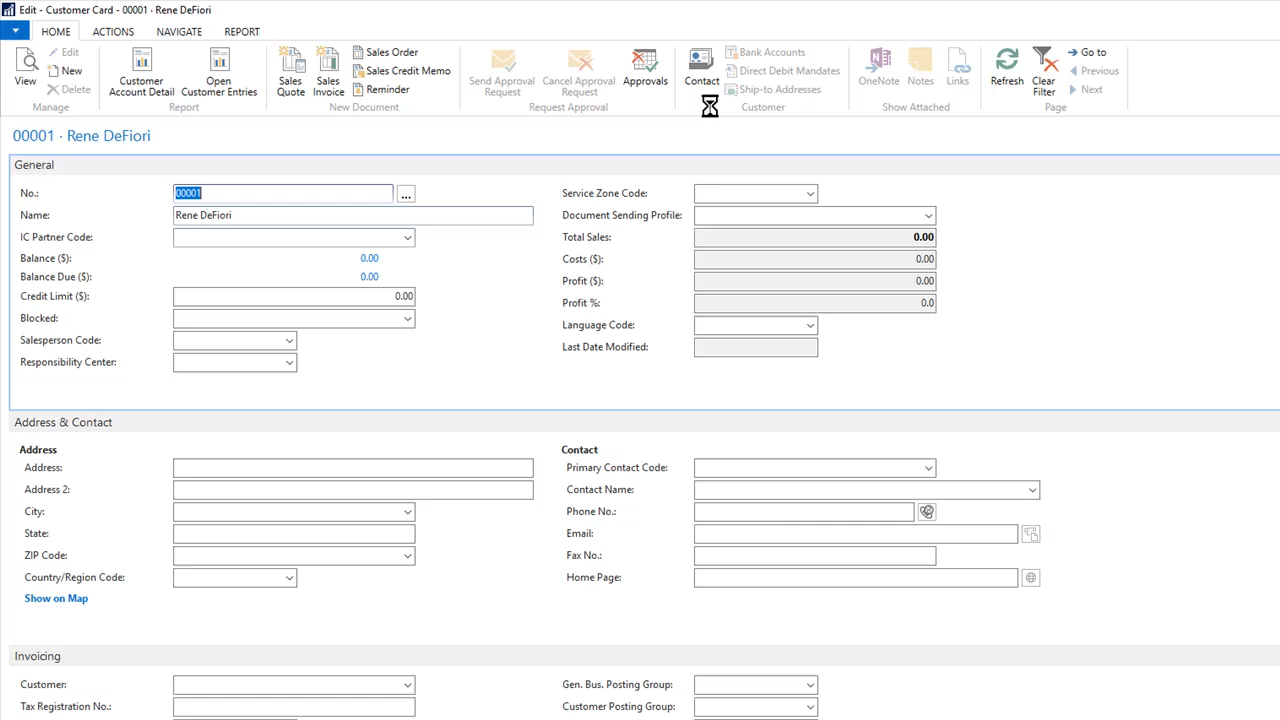 Edit - Customer Card - 00001 · Rene DeFiori
HOME ACTIONS NAVIGATE REPORT
View Edit New Delete Manage
Customer Account Detail Open Customer Entries Report
Sales Quote Sales Invoice Sales Order Sales Credit Memo Reminder New Document
Send Approval Request Cancel Approval Request Approvals Request Approval
Contact Bank Accounts Direct Debit Mandates Ship-to Addresses Customer
OneNote Notes Links Show Attached
Refresh Clear Filter Go to Previous Next Page
00001 · Rene DeFiori
General
No.: 00001 ...
Name: Rene DeFiori
IC Partner Code:
Balance ($): 0.00
Balance Due ($): 0.00
Credit Limit ($): 0.00
Blocked:
Salesperson Code:
Responsibility Center:
Service Zone Code:
Document Sending Profile:
Total Sales: 0.00
Costs ($): 0.00
Profit ($): 0.00
Profit %: 0.0
Language Code:
Last Date Modified:
Address & Contact
Address
Address:
Address 2:
City:
State:
ZIP Code:
Country/Region Code:
Show on Map
Contact
Primary Contact Code:
Contact Name:
Phone No.:
Email:
Fax No.:
Home Page:
Invoicing
Customer:
Tax Registration No.:
Gen. Bus. Posting Group:
Customer Posting Group: